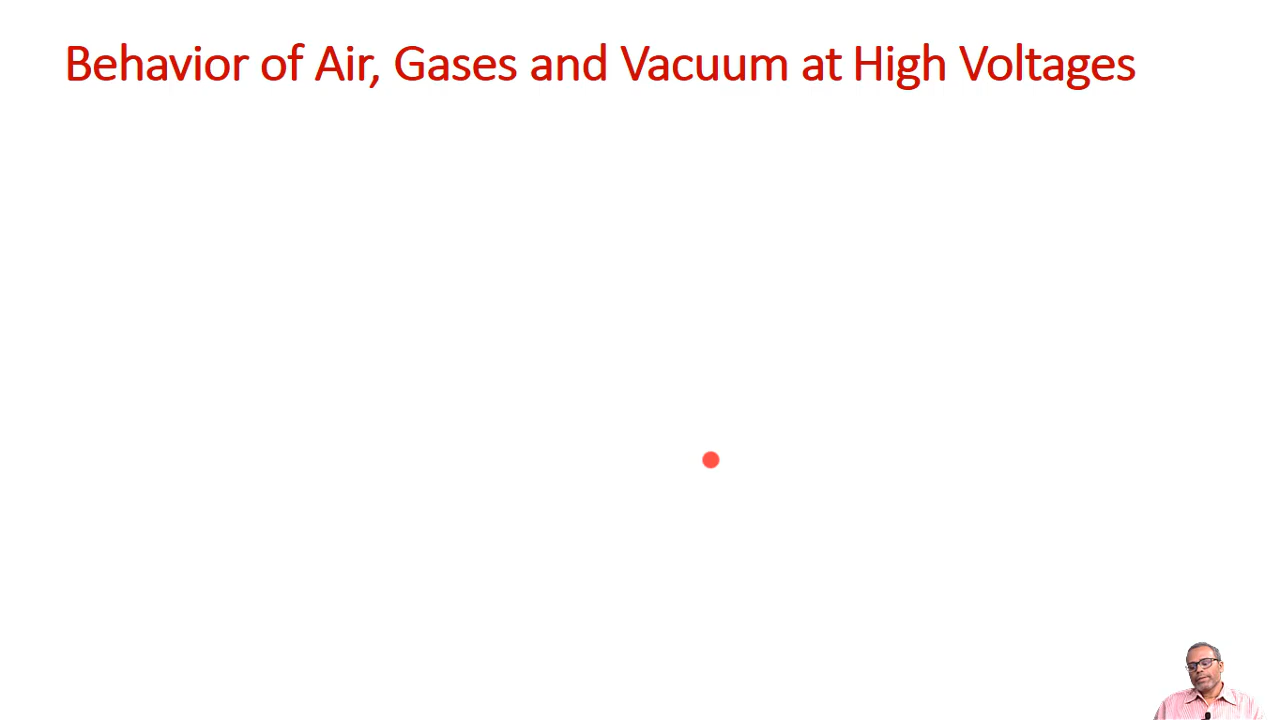 Behavior of Air, Gases and Vacuum at High Voltages